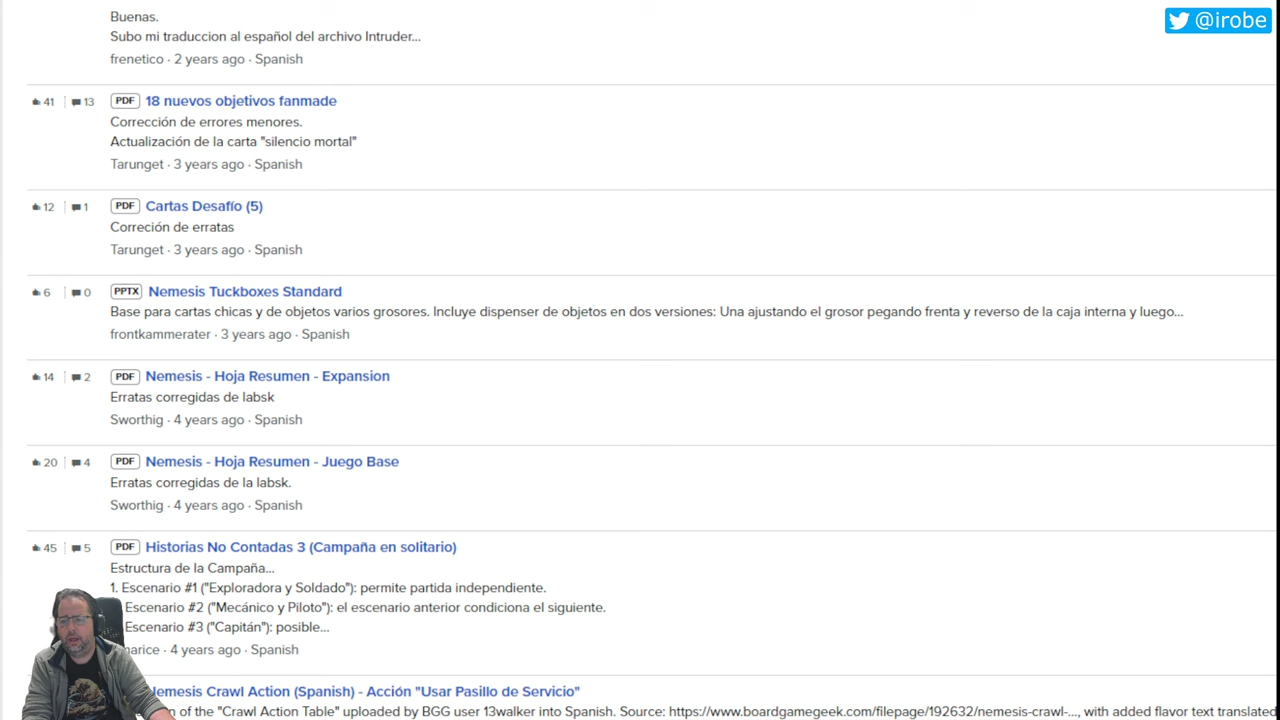 @irobe
Buenas.
Subo mi traduccion al español del archivo Intruder...
frenetico · 2 years ago · Spanish
41 13 PDF 18 nuevos objetivos fanmade
Corrección de errores menores.
Actualización de la carta "silencio mortal"
Tarunget · 3 years ago · Spanish
12 1 PDF Cartas Desafío (5)
Correción de erratas
Tarunget · 3 years ago · Spanish
6 0 PPTX Nemesis Tuckboxes Standard
Base para cartas chicas y de objetos varios grosores. Incluye dispenser de objetos en dos versiones: Una ajustando el grosor pegando frenta y reverso de la caja interna y luego...
frontkammerater · 3 years ago · Spanish
14 2 PDF Nemesis - Hoja Resumen - Expansion
Erratas corregidas de labsk
Sworthig · 4 years ago · Spanish
20 4 PDF Nemesis - Hoja Resumen - Juego Base
Erratas corregidas de la labsk.
Sworthig · 4 years ago · Spanish
45 5 PDF Historias No Contadas 3 (Campaña en solitario)
Estructura de la Campaña...
1. Escenario #1 ("Exploradora y Soldado"): permite partida independiente.
Escenario #2 ("Mecánico y Piloto"): el escenario anterior condiciona el siguiente.
Escenario #3 ("Capitán"): posible...
· 4 years ago · Spanish
Nemesis Crawl Action (Spanish) - Acción "Usar Pasillo de Servicio"
of the "Crawl Action Table" uploaded by BGG user 13walker into Spanish. Source: https://www.boardgamegeek.com/filepage/192632/nemesis-crawl-..., with added flavor text translated